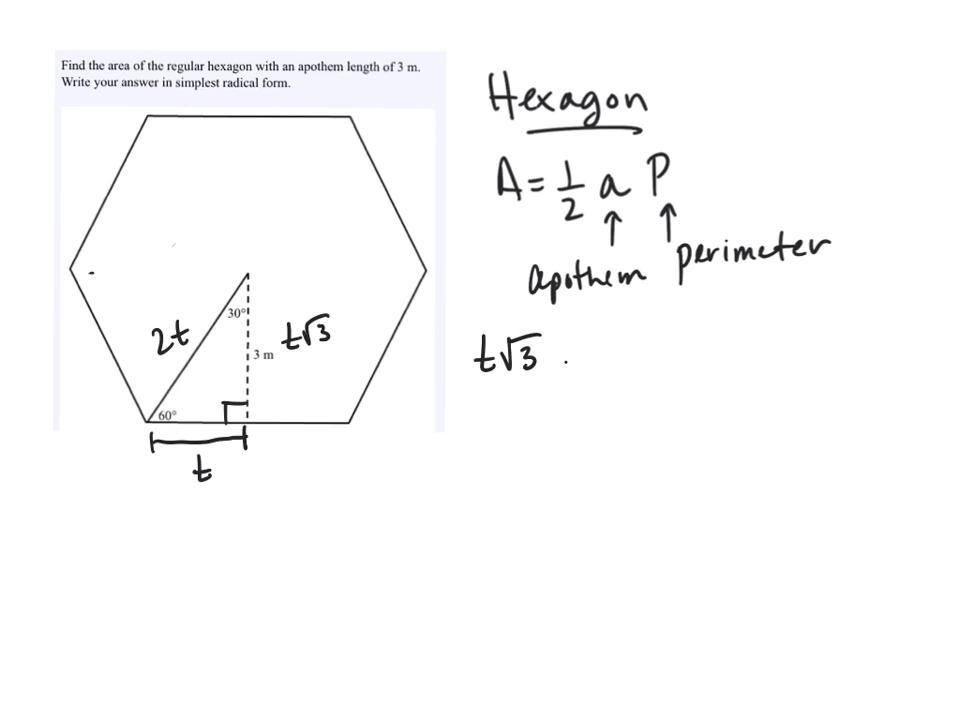 Find the area of the regular hexagon with an apothem length of 3 m.
Write your answer in simplest radical form.
Hexagon
A = 1/2 a P
↑ ↑
apothem perimeter
30°
2t
t√3
3 m
t√3
60°
t